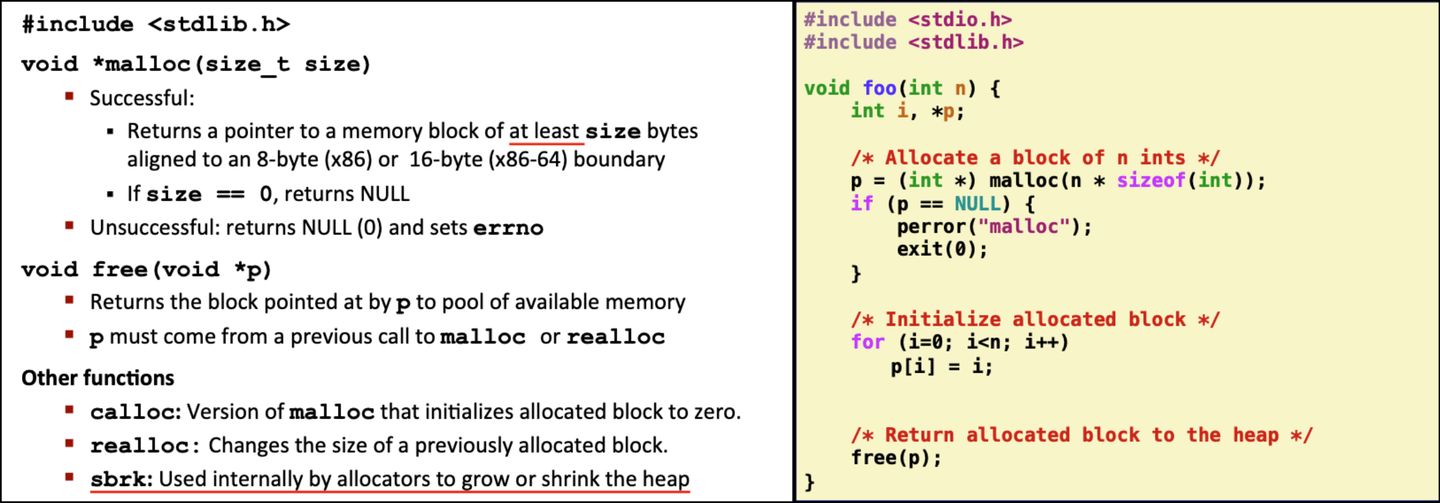 #include <stdlib.h>
void *malloc(size_t size)
▪ Successful:
▪ Returns a pointer to a memory block of at least size bytes
aligned to an 8-byte (x86) or 16-byte (x86-64) boundary
▪ If size == 0, returns NULL
▪ Unsuccessful: returns NULL (0) and sets errno
void free(void *p)
▪ Returns the block pointed at by p to pool of available memory
▪ p must come from a previous call to malloc or realloc
Other functions
▪ calloc: Version of malloc that initializes allocated block to zero.
▪ realloc: Changes the size of a previously allocated block.
▪ sbrk: Used internally by allocators to grow or shrink the heap
#include <stdio.h>
#include <stdlib.h>
void foo(int n) {
    int i, *p;
    /* Allocate a block of n ints */
    p = (int *) malloc(n * sizeof(int));
    if (p == NULL) {
        perror("malloc");
        exit(0);
    }
    /* Initialize allocated block */
    for (i=0; i<n; i++)
        p[i] = i;
    /* Return allocated block to the heap */
    free(p);
}